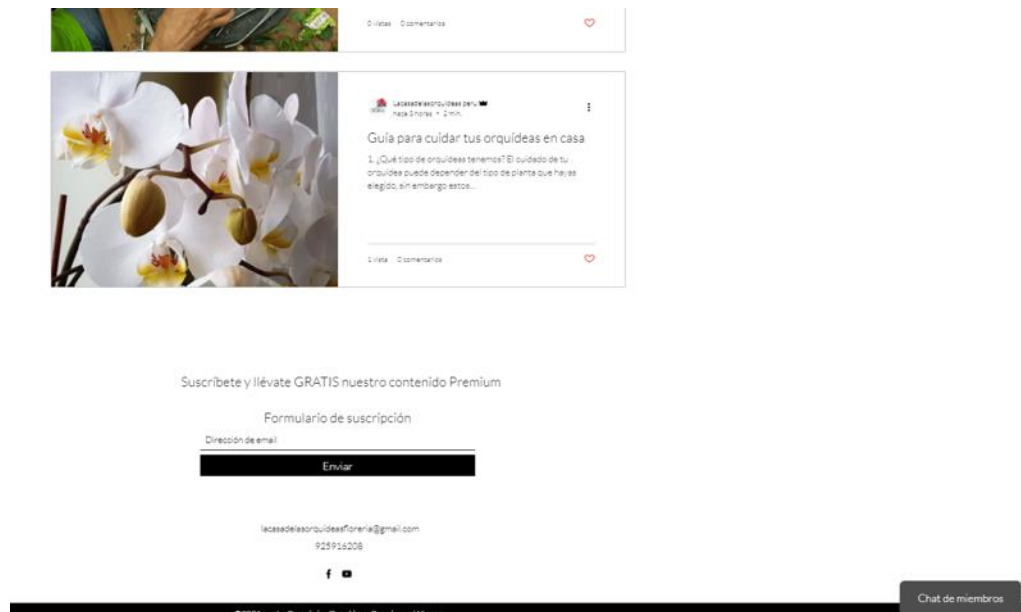 0 vistas 0 comentarios
Lacasadelasorquideas peru
hace 3 horas • 2 min.
Guía para cuidar tus orquídeas en casa
1. ¿Qué tipo de orquídeas tenemos? El cuidado de tu
orquídea puede depender del tipo de planta que hayas
elegido, sin embargo estos...
1 vista 0 comentarios
Suscríbete y llévate GRATIS nuestro contenido Premium
Formulario de suscripción
Dirección de email
Enviar
lacasadelasorquideasfloreria@gmail.com
925916208
Chat de miembros